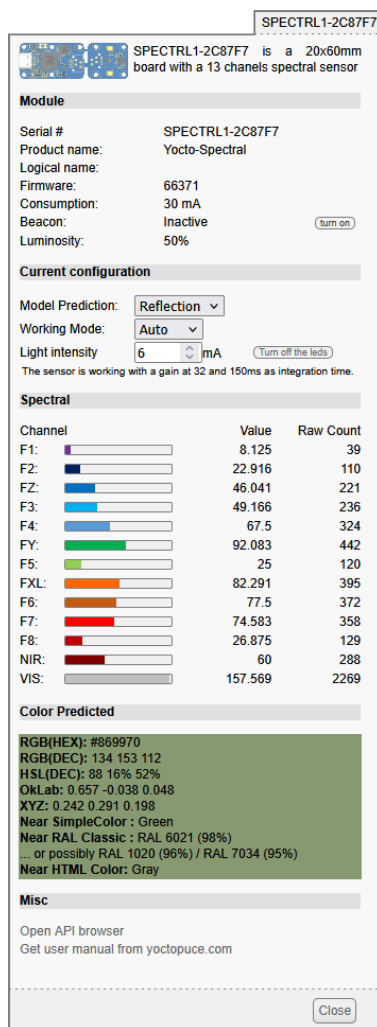 SPECTRL1-2C87F7
SPECTRL1-2C87F7 is a 20x60mm
board with a 13 chanels spectral sensor
Module
Serial # SPECTRL1-2C87F7
Product name: Yocto-Spectral
Logical name:
Firmware: 66371
Consumption: 30 mA
Beacon: Inactive turn on
Luminosity: 50%
Current configuration
Model Prediction: Reflection
Working Mode: Auto
Light intensity 6 mA Turn off the leds
The sensor is working with a gain at 32 and 150ms as integration time.
Spectral
Channel Value Raw Count
F1: 8.125 39
F2: 22.916 110
FZ: 46.041 221
F3: 49.166 236
F4: 67.5 324
FY: 92.083 442
F5: 25 120
FXL: 82.291 395
F6: 77.5 372
F7: 74.583 358
F8: 26.875 129
NIR: 60 288
VIS: 157.569 2269
Color Predicted
RGB(HEX): #869970
RGB(DEC): 134 153 112
HSL(DEC): 88 16% 52%
OkLab: 0.657 -0.038 0.048
XYZ: 0.242 0.291 0.198
Near SimpleColor : Green
Near RAL Classic : RAL 6021 (98%)
... or possibly RAL 1020 (96%) / RAL 7034 (95%)
Near HTML Color: Gray
Misc
Open API browser
Get user manual from yoctopuce.com
Close